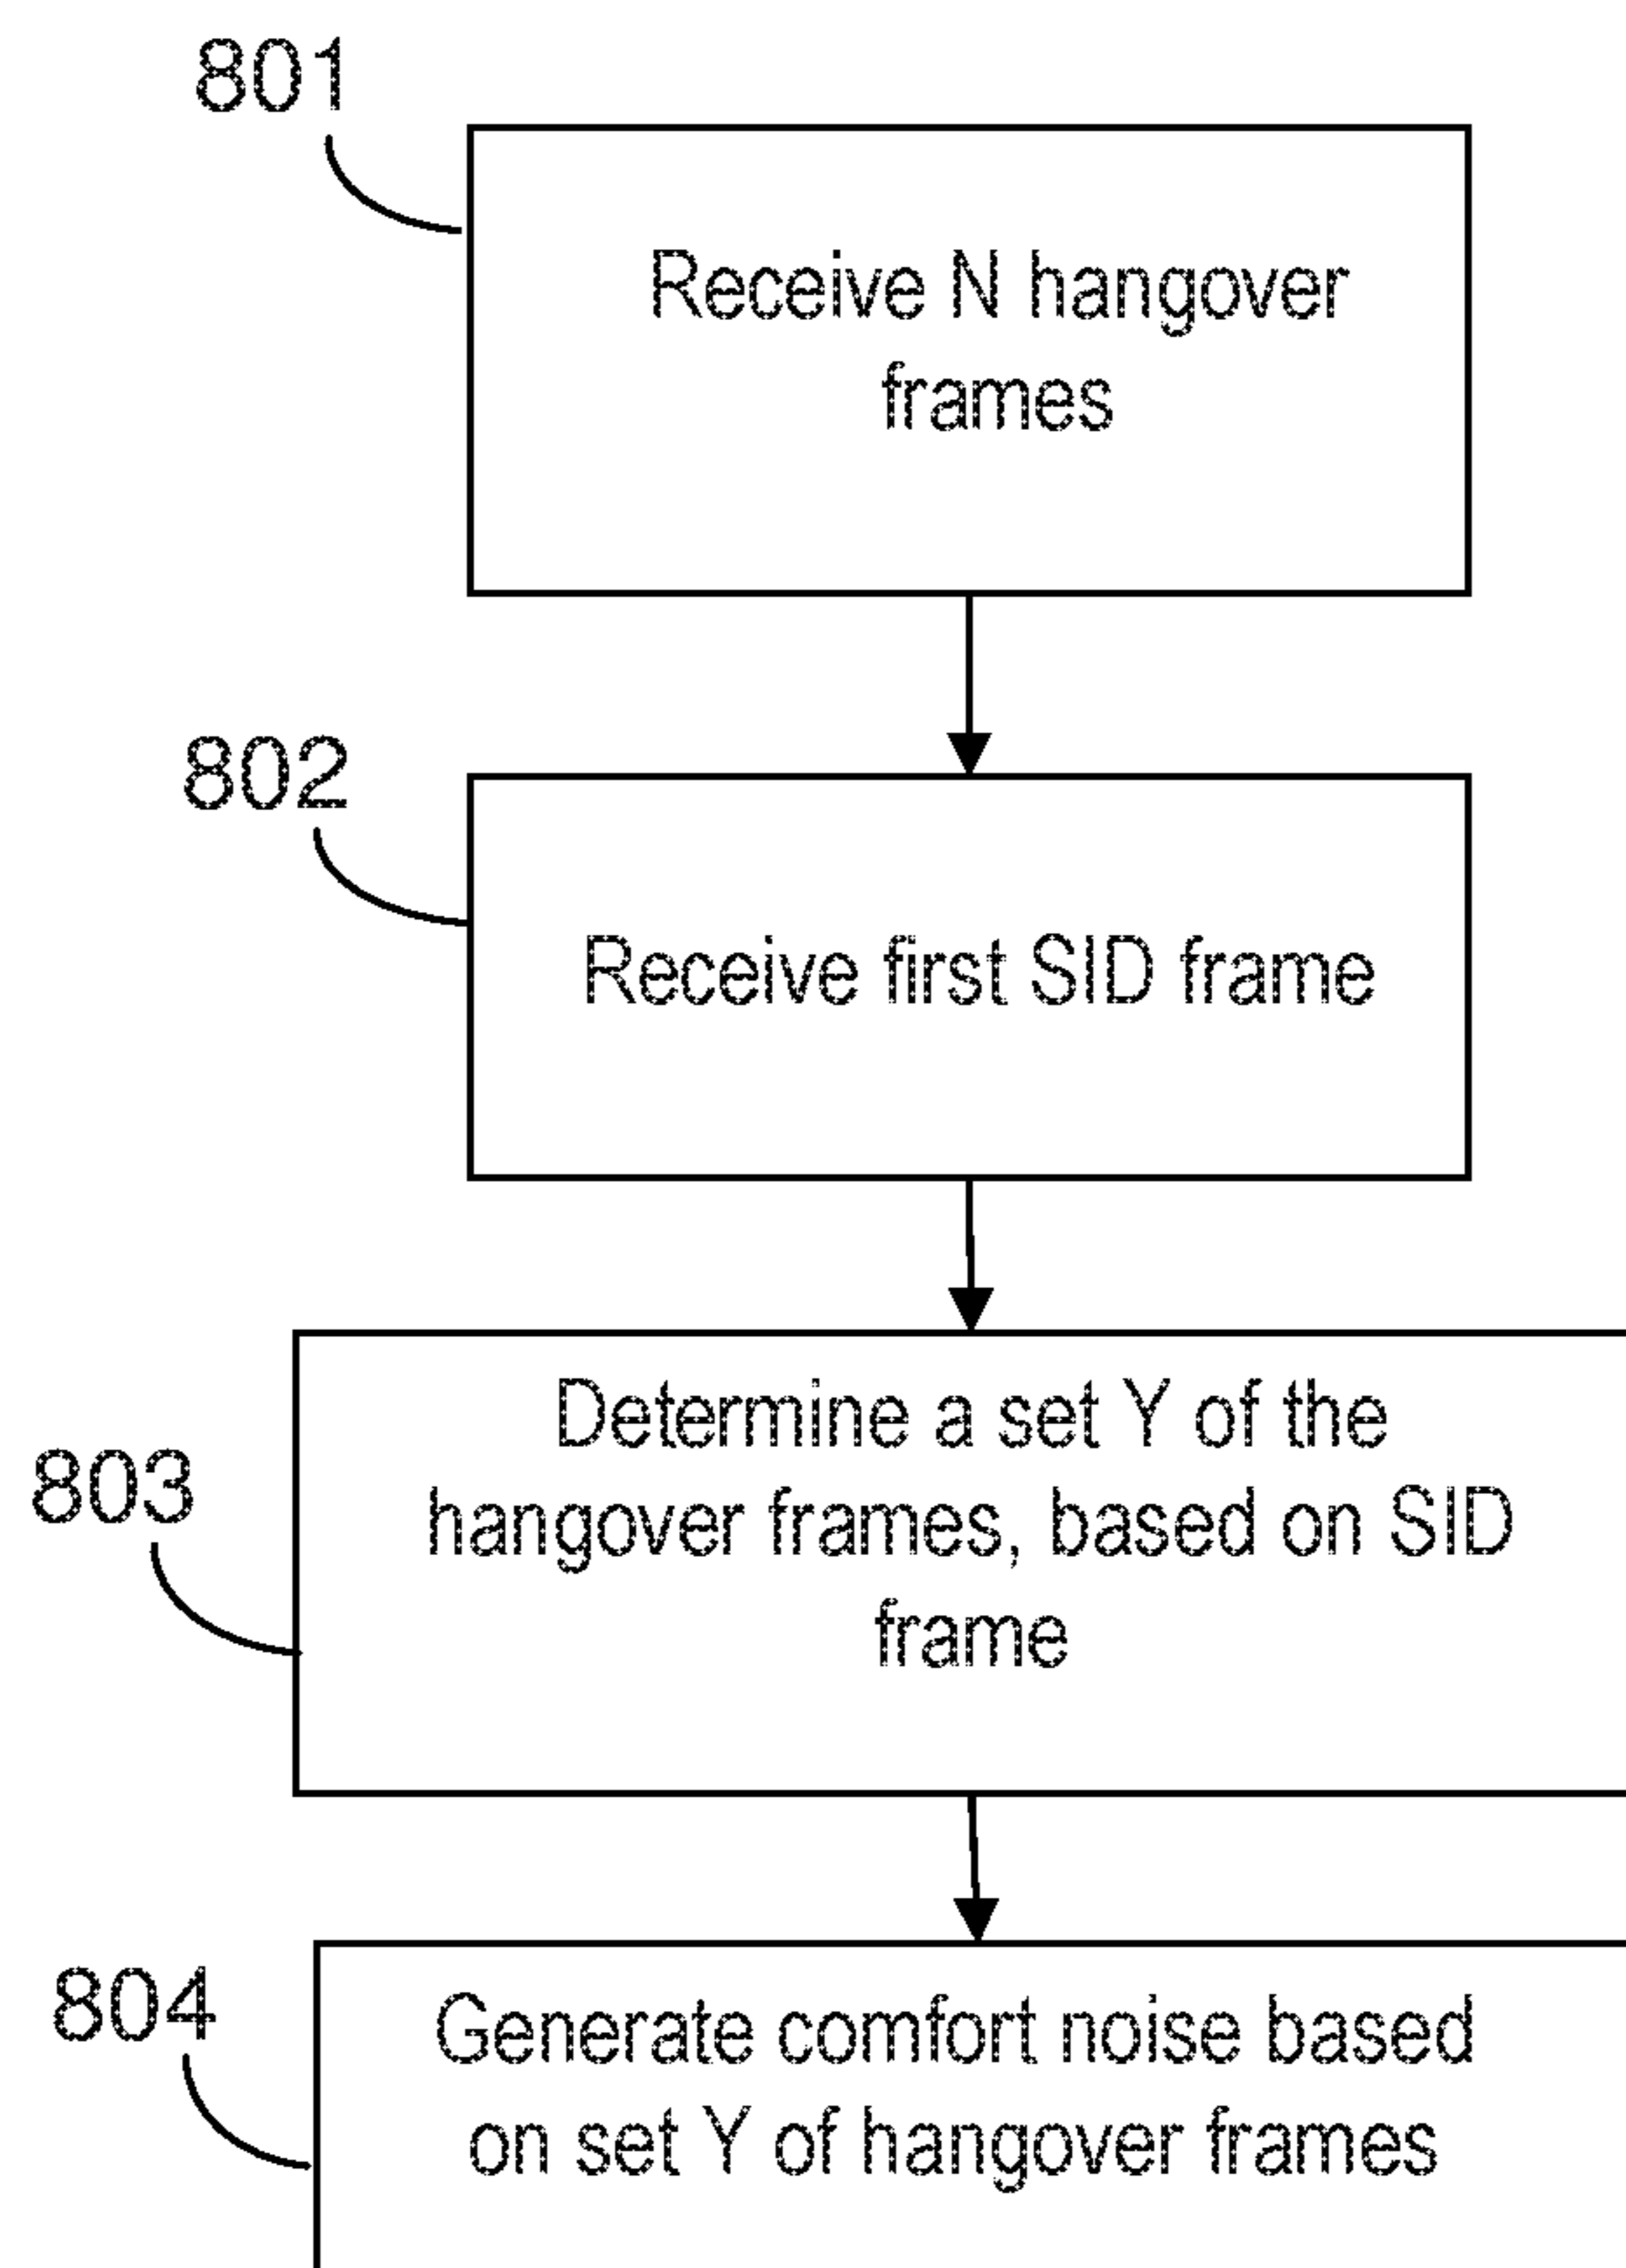 801
Receive N hangover
frames
802
Receive first SID frame
803
Determine a set Y of the
hangover frames, based on SID
frame
804
Generate comfort noise based
on set Y of hangover frames